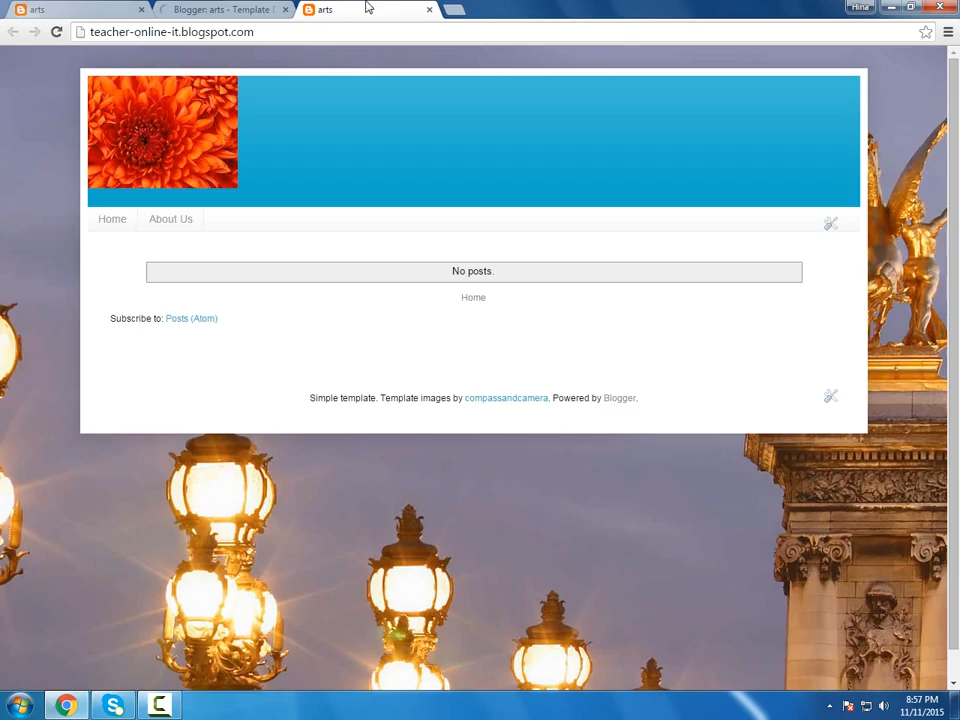 arts
Blogger: arts - Template D
arts
Hina
teacher-online-it.blogspot.com
Home
About Us
No posts.
Home
Subscribe to: Posts (Atom)
Simple template. Template images by compassandcamera. Powered by Blogger.
8:57 PM
11/11/2015